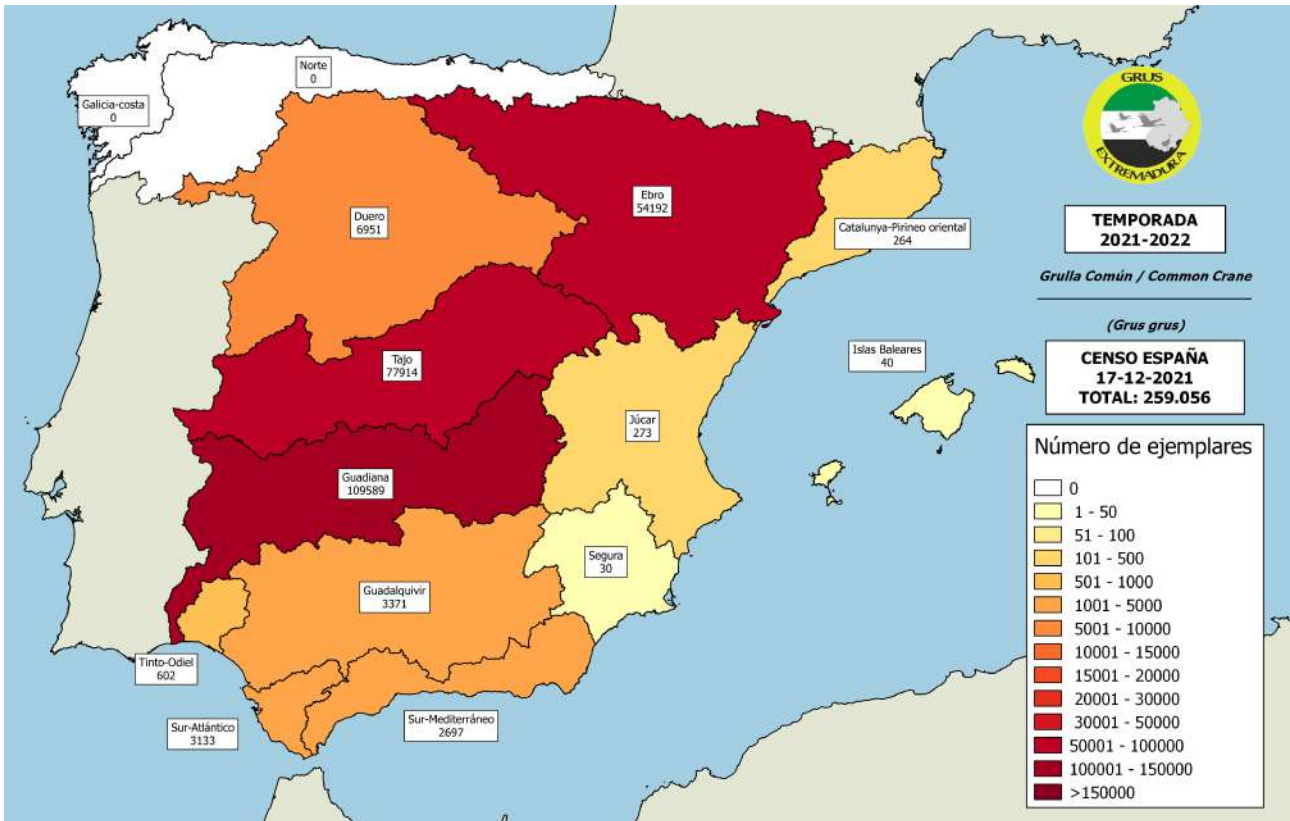 Norte
0
Galicia-costa
0
Duero
6951
Ebro
54192
Catalunya-Pirineo oriental
264
Tajo
77914
Islas Baleares
40
Júcar
273
Guadiana
109589
Segura
30
Guadalquivir
3371
Tinto-Odiel
602
Sur-Atlántico
3133
Sur-Mediterráneo
2697
GRUS
EXTREMADURA
TEMPORADA
2021-2022
Grulla Común / Common Crane
(Grus grus)
CENSO ESPAÑA
17-12-2021
TOTAL: 259.056
Número de ejemplares
0
1 - 50
51 - 100
101 - 500
501 - 1000
1001 - 5000
5001 - 10000
10001 - 15000
15001 - 20000
20001 - 30000
30001 - 50000
50001 - 100000
100001 - 150000
>150000